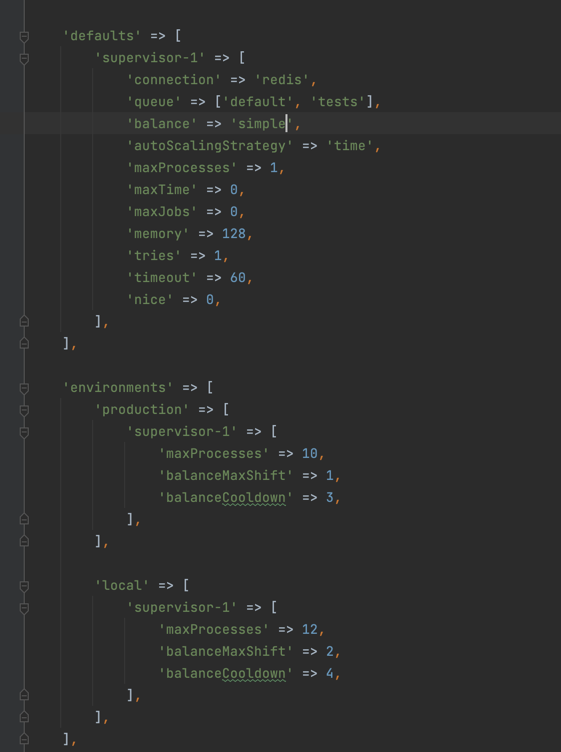 'defaults' => [
'supervisor-1' => [
'connection' => 'redis',
'queue' => ['default', 'tests'],
'balance' => 'simple',
'autoScalingStrategy' => 'time',
'maxProcesses' => 1,
'maxTime' => 0,
'maxJobs' => 0,
'memory' => 128,
'tries' => 1,
'timeout' => 60,
'nice' => 0,
],
],
'environments' => [
'production' => [
'supervisor-1' => [
'maxProcesses' => 10,
'balanceMaxShift' => 1,
'balanceCooldown' => 3,
],
],
'local' => [
'supervisor-1' => [
'maxProcesses' => 12,
'balanceMaxShift' => 2,
'balanceCooldown' => 4,
],
],
],